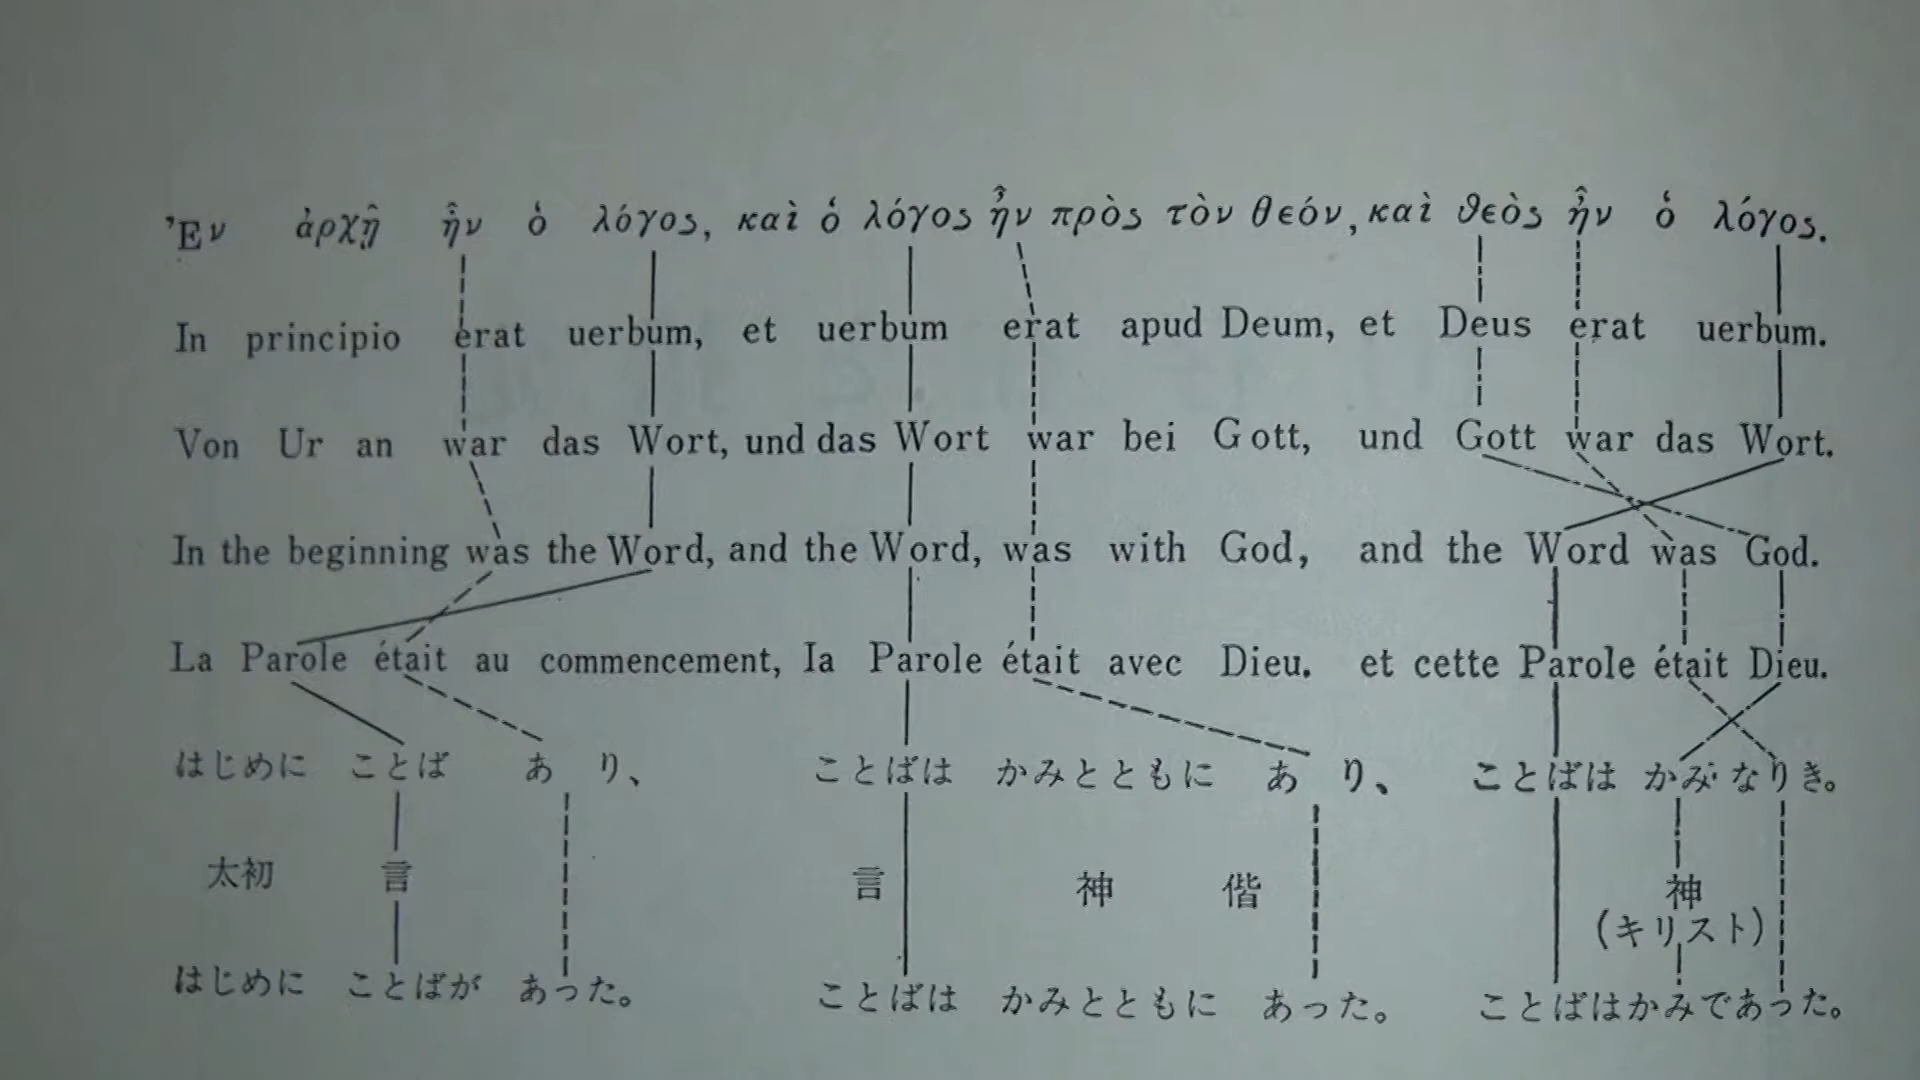 Ἐν ἀρχῇ ἦν ὁ λόγος, καὶ ὁ λόγος ἦν πρὸς τὸν θεόν, καὶ θεὸς ἦν ὁ λόγος.
In principio erat uerbum, et uerbum erat apud Deum, et Deus erat uerbum.
Von Ur an war das Wort, und das Wort war bei Gott, und Gott war das Wort.
In the beginning was the Word, and the Word, was with God, and the Word was God.
La Parole était au commencement, Ia Parole était avec Dieu. et cette Parole était Dieu.
はじめに ことば あり、 ことばは かみとともに あり、 ことばは かみ なりき。
太初 言 言 神 偕 神
(キリスト)
はじめに ことばが あった。 ことばは かみとともに あった。 ことばはかみであった。